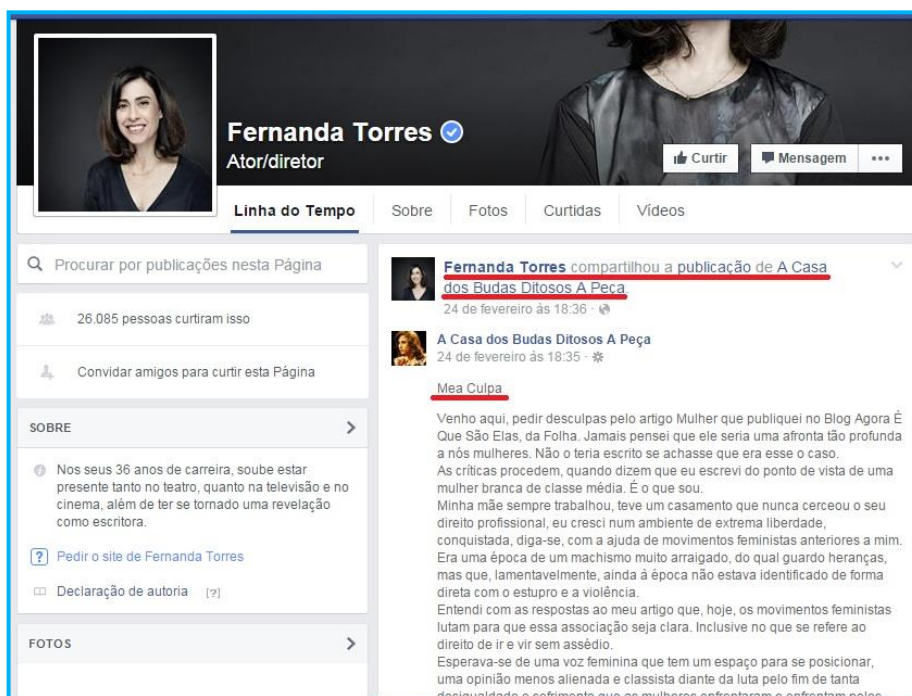 Fernanda Torres
Ator/diretor
Curtir
Mensagem
Linha do Tempo
Sobre
Fotos
Curtidas
Vídeos
Procurar por publicações nesta Página
26.085 pessoas curtiram isso
Convidar amigos para curtir esta Página
SOBRE
Nos seus 36 anos de carreira, soube estar
presente tanto no teatro, quanto na televisão e no
cinema, além de ter se tornado uma revelação
como escritora.
? Pedir o site de Fernanda Torres
Declaração de autoria [?]
FOTOS
Fernanda Torres compartilhou a publicação de A Casa
dos Budas Ditosos A Peça.
24 de fevereiro às 18:36 ·
A Casa dos Budas Ditosos A Peça
24 de fevereiro às 18:35 ·
Mea Culpa
Venho aqui, pedir desculpas pelo artigo Mulher que publiquei no Blog Agora É
Que São Elas, da Folha. Jamais pensei que ele seria uma afronta tão profunda
a nós mulheres. Não o teria escrito se achasse que era esse o caso.
As críticas procedem, quando dizem que eu escrevi do ponto de vista de uma
mulher branca de classe média. É o que sou.
Minha mãe sempre trabalhou, teve um casamento que nunca cerceou o seu
direito profissional, eu cresci num ambiente de extrema liberdade,
conquistada, diga-se, com a ajuda de movimentos feministas anteriores a mim.
Era uma época de um machismo muito arraigado, do qual guardo heranças,
mas que, lamentavelmente, ainda à época não estava identificado de forma
direta com o estupro e a violência.
Entendi com as respostas ao meu artigo que, hoje, os movimentos feministas
lutam para que essa associação seja clara. Inclusive no que se refere ao
direito de ir e vir sem assédio.
Esperava-se de uma voz feminina que tem um espaço para se posicionar,
uma opinião menos alienada e classista diante da luta pelo fim de tanta
desigualdade e sofrimento que as mulheres enfrentaram e enfrentam pelos